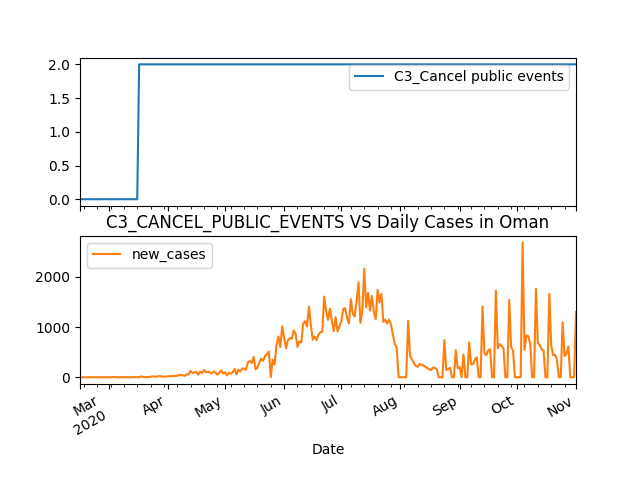 2.0
C3_Cancel public events
1.5
1.0
0.5
0.0
C3_CANCEL_PUBLIC_EVENTS VS Daily Cases in Oman
new_cases
2000
1000
0
Mar Apr May Jun Jul Aug Sep Oct Nov
2020
Date